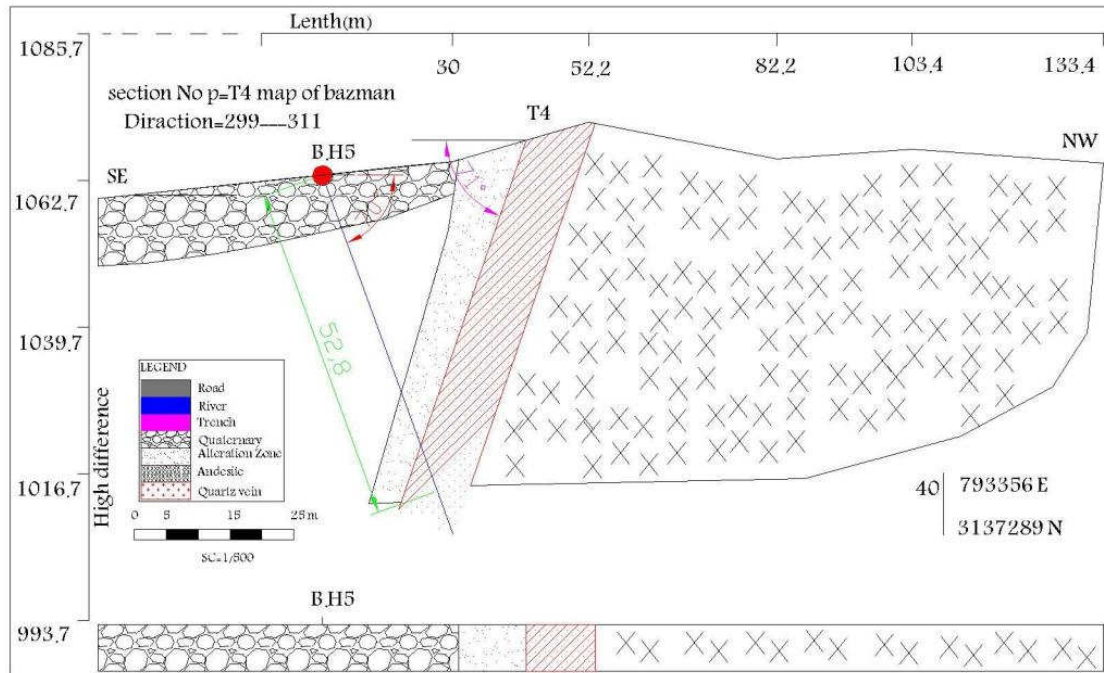 Lenth(m)
1085.7
30
52.2
82.2
103.4
133.4
section No p=T4 map of bazman
Diraction=299---311
T4
B.H5
SE
NW
1062.7
52,8
1039.7
LEGEND
Road
River
Trench
Quaternary
Alteration Zone
Andesite
Quartz vein
High difference
1016.7
40
793356 E
3137289 N
0
5
15
25 m
SC=1/500
B.H5
993.7